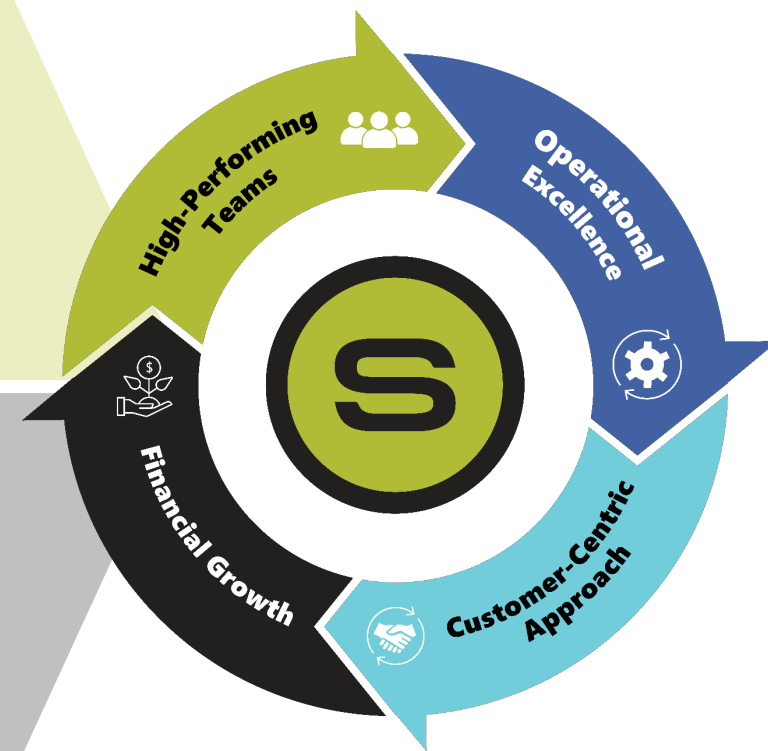 High-Performing
Teams
Operational
Excellence
Customer-Centric
Approach
Financial Growth
$
S